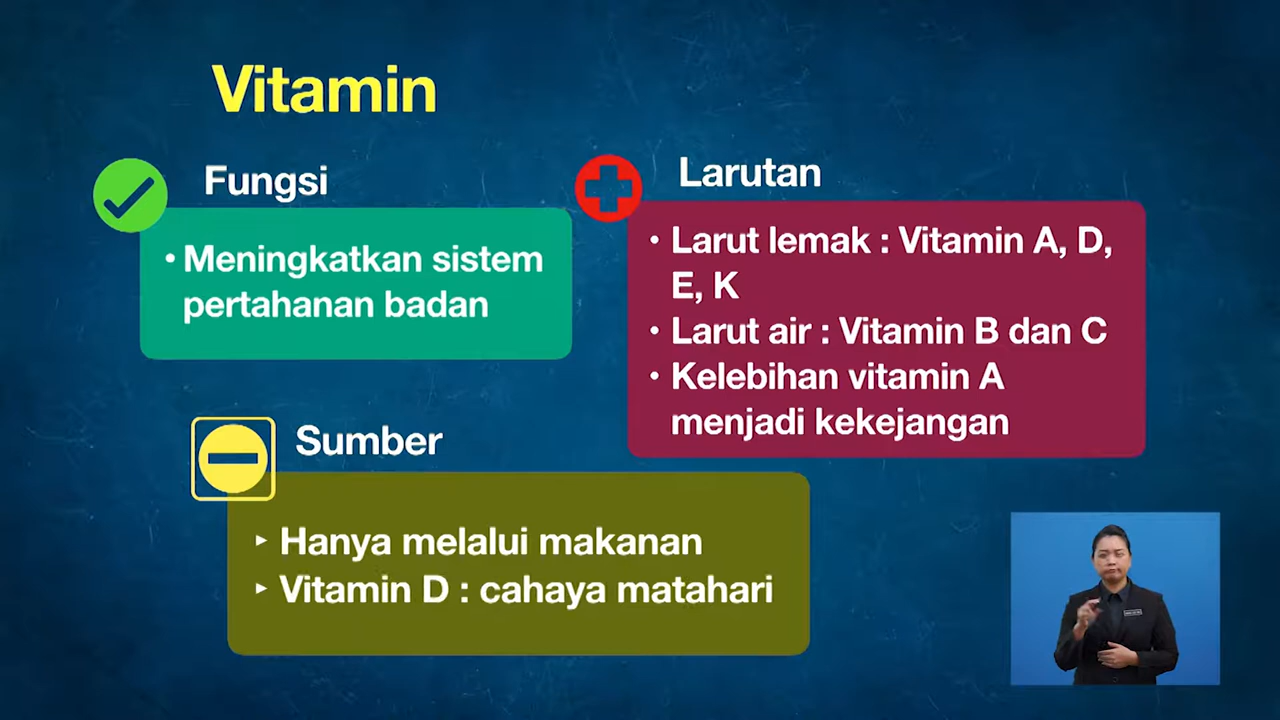 Vitamin
Fungsi
• Meningkatkan sistem
pertahanan badan
Larutan
• Larut lemak : Vitamin A, D,
E, K
• Larut air : Vitamin B dan C
• Kelebihan vitamin A
menjadi kekejangan
Sumber
▸ Hanya melalui makanan
▸ Vitamin D : cahaya matahari